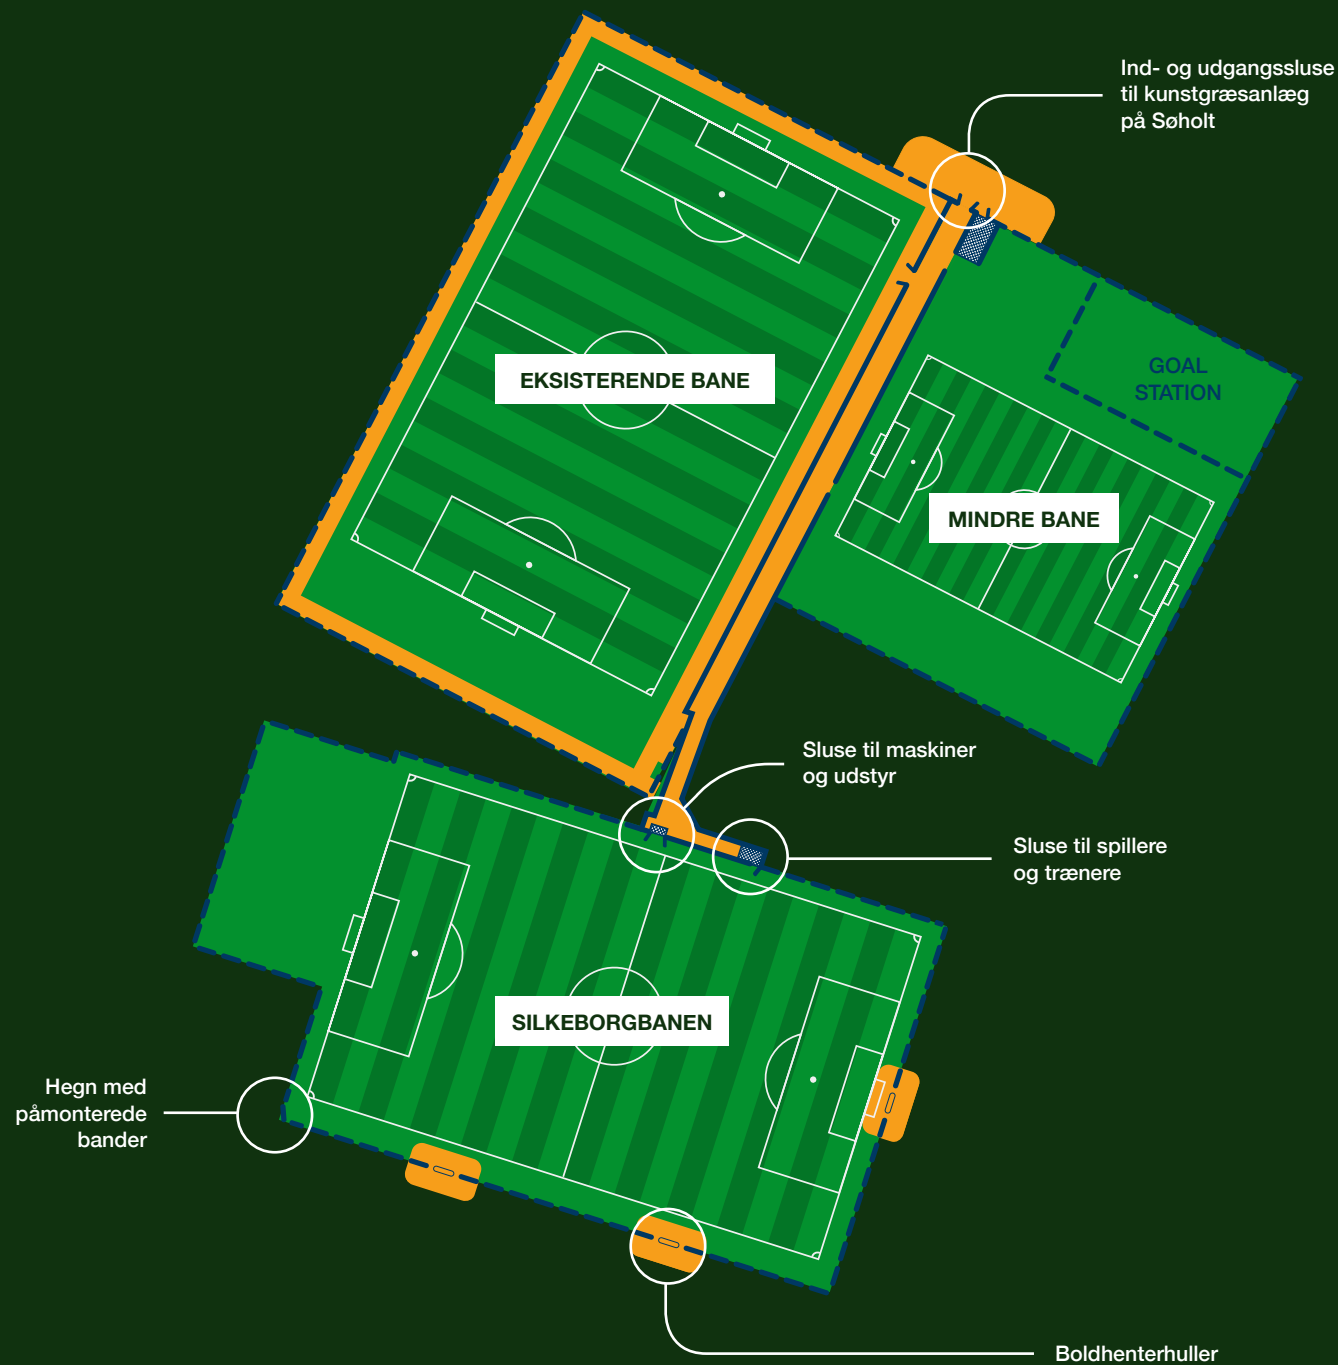 Ind- og udgangssluse
til kunstgræsanlæg
på Søholt
EKSISTERENDE BANE
GOAL
STATION
MINDRE BANE
Sluse til maskiner
og udstyr
Sluse til spillere
og trænere
SILKEBORGBANEN
Hegn med
påmonterede
bander
Boldhenterhuller